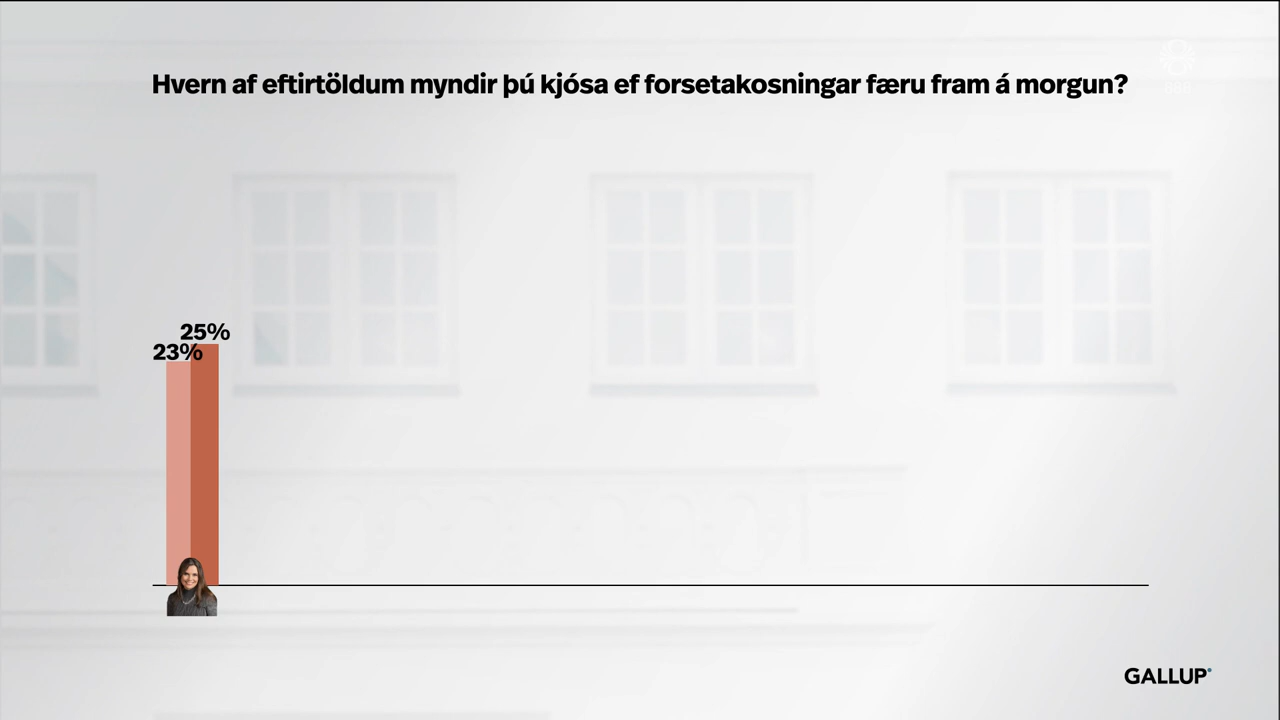 Hvern af eftirtöldum myndir þú kjósa ef forsetakosningar færu fram á morgun?
25%
23%
GALLUP